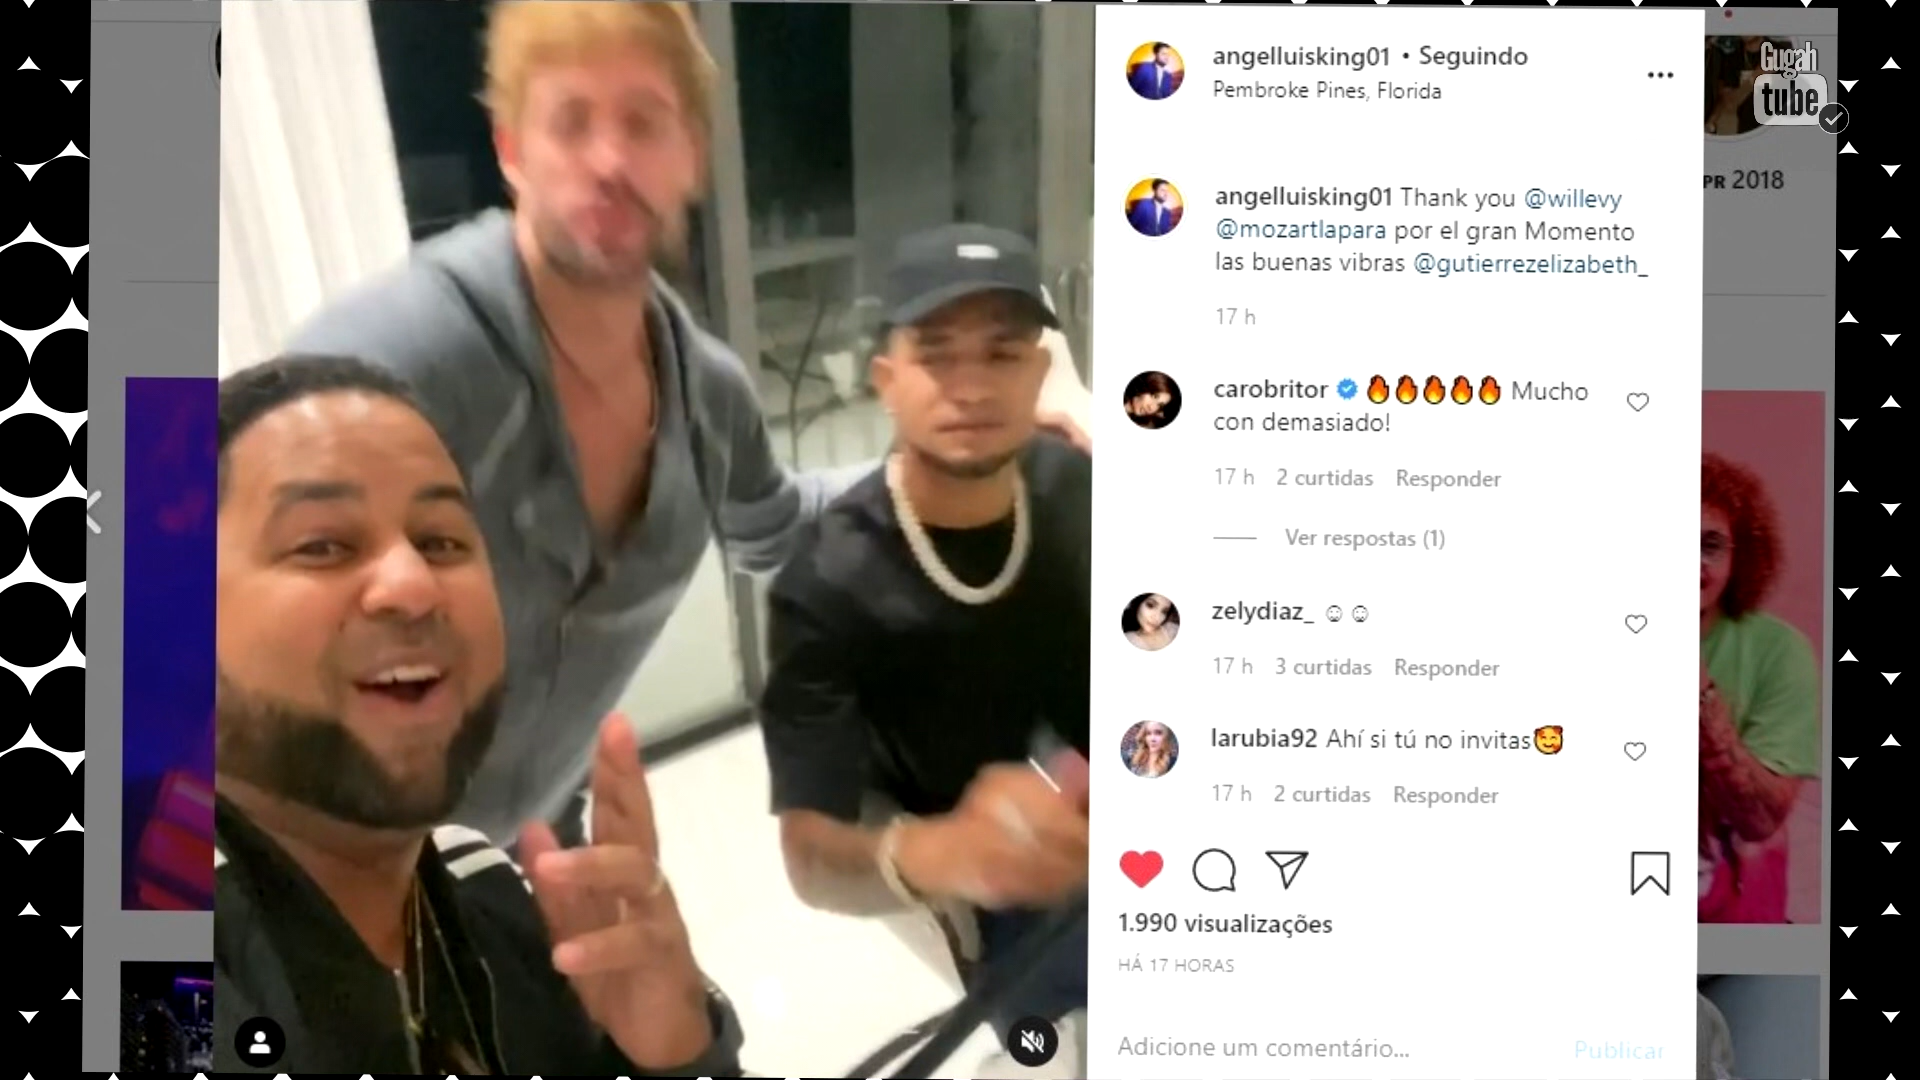 angelluisking01 • Seguindo
Pembroke Pines, Florida
Gugah
tube
PR 2018
angelluisking01 Thank you @willevy
@mozartlapara por el gran Momento
las buenas vibras @gutierrezelizabeth_
17 h
carobritor 🔥🔥🔥🔥🔥 Mucho
con demasiado!
17 h 2 curtidas Responder
Ver respostas (1)
zelydiaz_ ☺☺
17 h 3 curtidas Responder
larubia92 Ahí si tú no invitas🥰
17 h 2 curtidas Responder
1.990 visualizações
HÁ 17 HORAS
Adicione um comentário...
Publicar